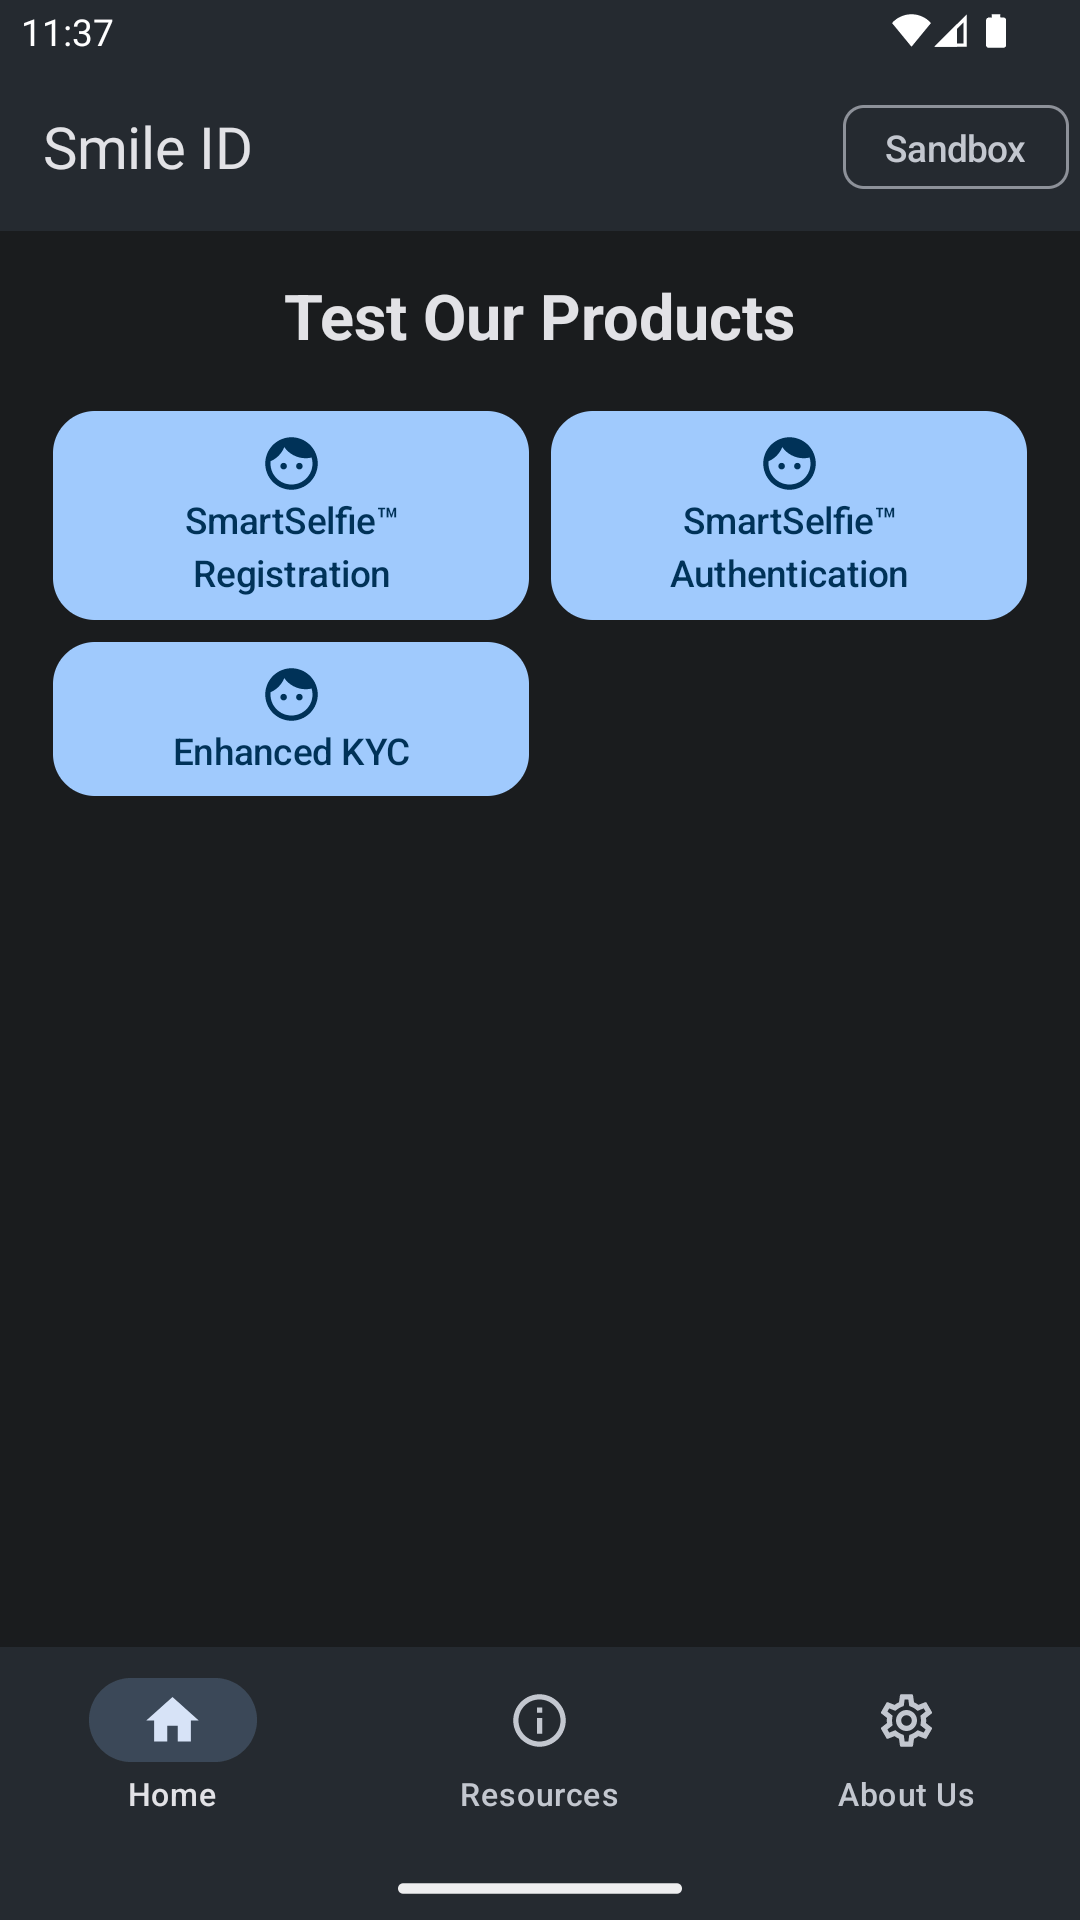 11:37
Smile ID
Sandbox
Test Our Products
SmartSelfie™
Registration
SmartSelfie™
Authentication
Enhanced KYC
Home
Resources
About Us